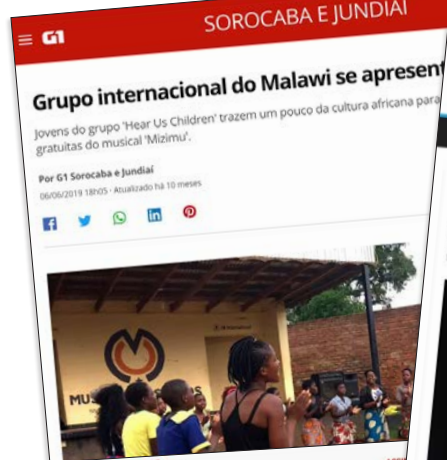 G1
SOROCABA E JUNDIAÍ
Grupo internacional do Malawi se apresent
Jovens do grupo 'Hear Us Children' trazem um pouco da cultura africana para
gratuitas do musical 'Mizimu'.
Por G1 Sorocaba e Jundiaí
06/06/2019 18h05 · Atualizado há 10 meses
f
in
MU